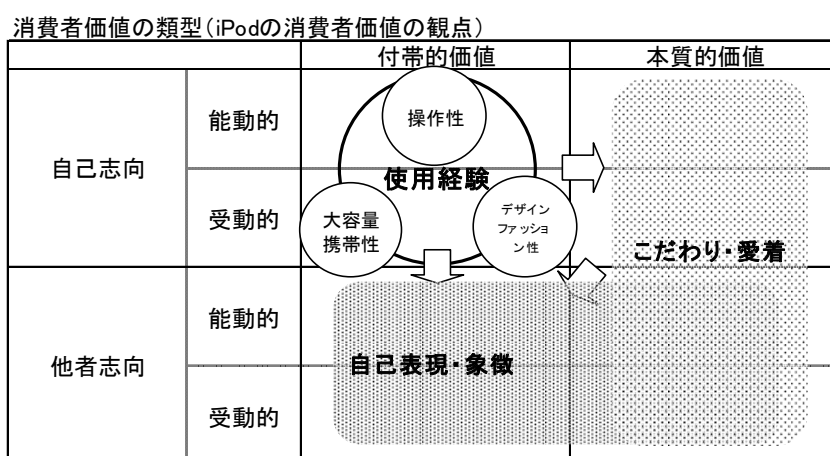 消費者価値の類型（iPodの消費者価値の観点）
付帯的価値
本質的価値
自己志向
能動的
受動的
操作性
使用経験
大容量
携帯性
デザイン
ファッショ
ン性
こだわり・愛着
他者志向
能動的
受動的
自己表現・象徴